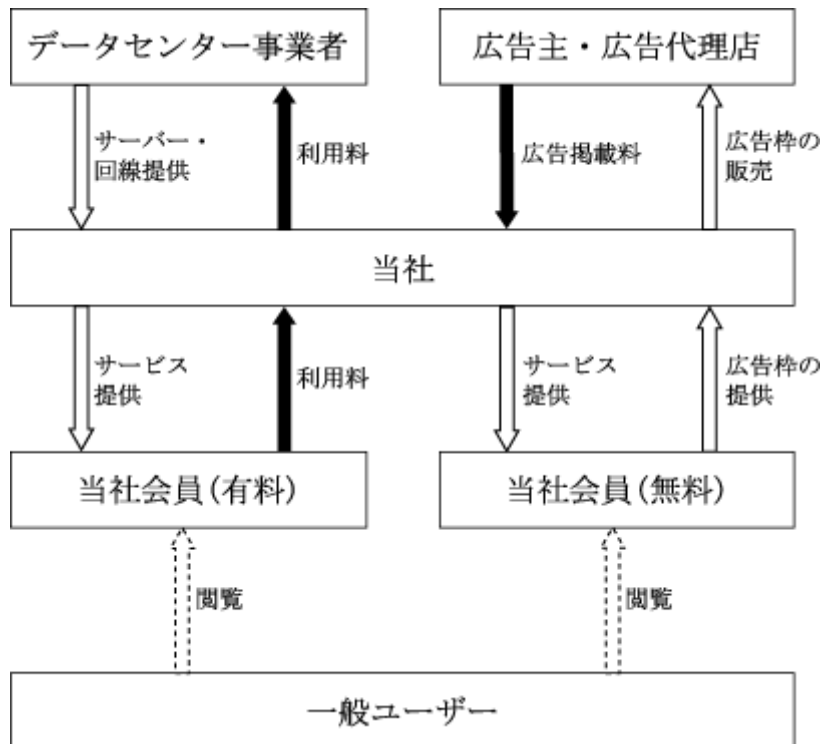 データセンター事業者
広告主・広告代理店
サーバー・
回線提供
利用料
広告掲載料
広告枠の
販売
当社
サービス
提供
利用料
サービス
提供
広告枠の
提供
当社会員(有料)
当社会員(無料)
閲覧
閲覧
一般ユーザー